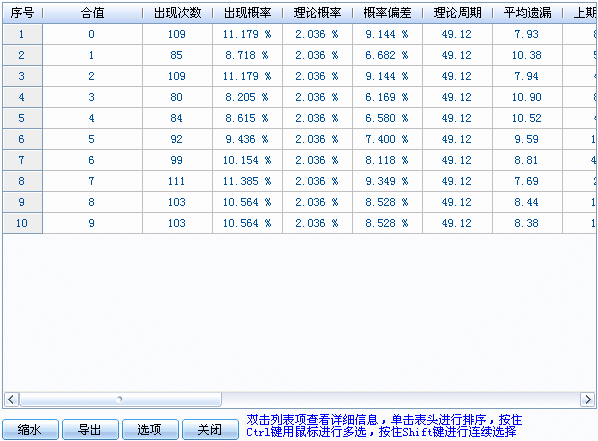 序号 合值 出现次数 出现概率 理论概率 概率偏差 理论周期 平均遗漏 上期
1 0 109 11.179 % 2.036 % 9.144 % 49.12 7.93
2 1 85 8.718 % 2.036 % 6.682 % 49.12 10.38
3 2 109 11.179 % 2.036 % 9.144 % 49.12 7.94
4 3 80 8.205 % 2.036 % 6.169 % 49.12 10.90
5 4 84 8.615 % 2.036 % 6.580 % 49.12 10.52
6 5 92 9.436 % 2.036 % 7.400 % 49.12 9.59 1
7 6 99 10.154 % 2.036 % 8.118 % 49.12 8.81 4
8 7 111 11.385 % 2.036 % 9.349 % 49.12 7.69
9 8 103 10.564 % 2.036 % 8.528 % 49.12 8.44 1
10 9 103 10.564 % 2.036 % 8.528 % 49.12 8.38 1
缩水 导出 选项 关闭
双击列表项查看详细信息，单击表头进行排序，按住
Ctrl键用鼠标进行多选，按住Shift键进行连续选择